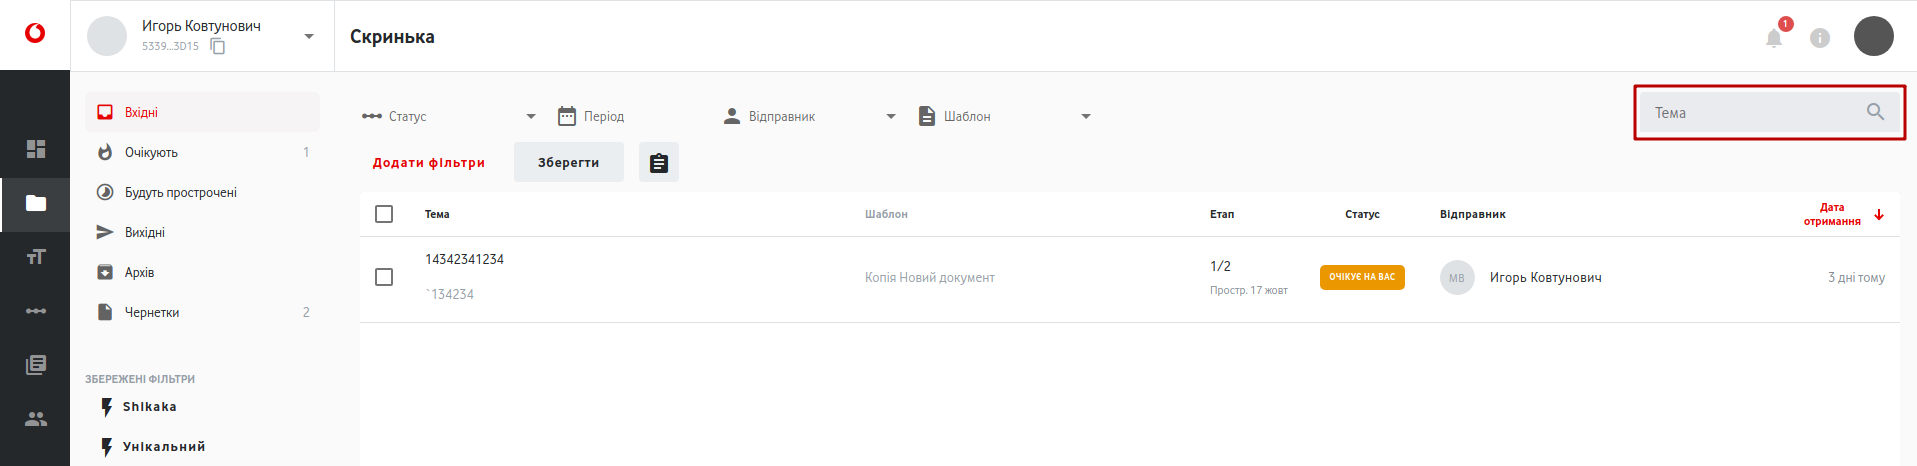 Игорь Ковтунович
5339...3D15
Скринька
1
Вхідні
Очікують 1
Будуть прострочені
Вихідні
Архів
Чернетки 2
ЗБЕРЕЖЕНІ ФІЛЬТРИ
Shikaka
Унікальний
Статус Період Відправник Шаблон Тема
Додати фільтри Зберегти
Тема Шаблон Етап Статус Відправник Дата
отримання
14342341234
`134234
Копія Новий документ
1/2
Простр. 17 жовт
ОЧІКУЄ НА ВАС
МВ Игорь Ковтунович
3 дні тому